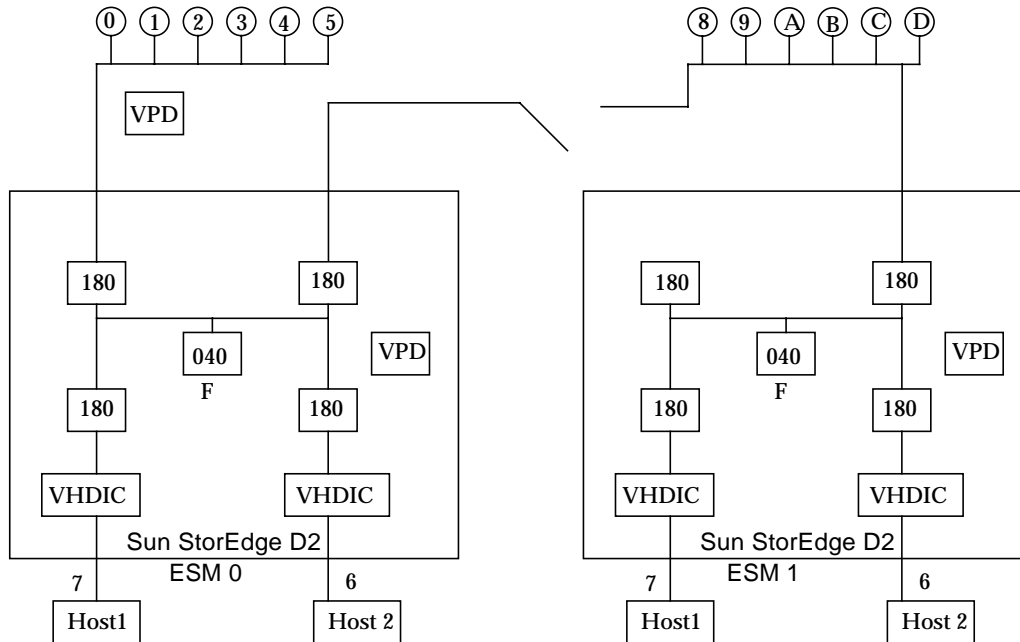 0 1 2 3 4 5 8 9 A B C D
VPD
180 180 180 180
040 VPD 040 VPD
F F
180 180 180 180
VHDIC VHDIC VHDIC VHDIC
Sun StorEdge D2 Sun StorEdge D2
ESM 0 ESM 1
7 6 7 6
Host1 Host 2 Host1 Host 2